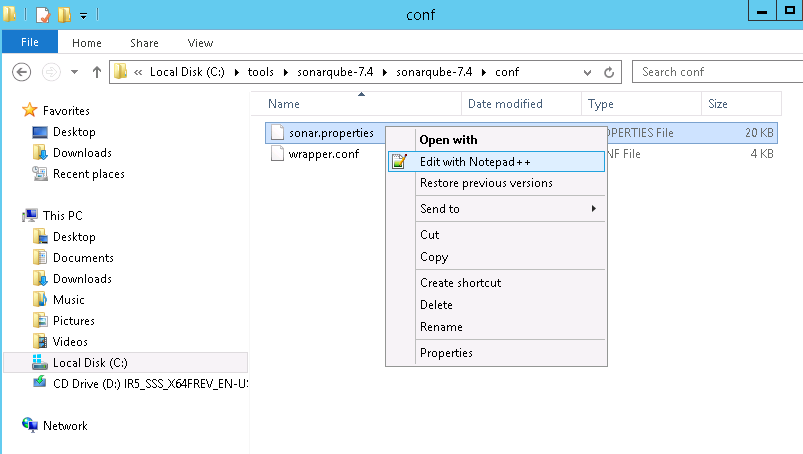 conf
File Home Share View
« Local Disk (C:) tools sonarqube-7.4 sonarqube-7.4 conf Search conf
Name Date modified Type Size
Favorites
Desktop
Downloads
Recent places
This PC
Desktop
Documents
Downloads
Music
Pictures
Videos
Local Disk (C:)
CD Drive (D:) IR5_SSS_X64FREV_EN-US
Network
sonar.properties OPERTIES File 20 KB
wrapper.conf NF File 4 KB
Open with
Edit with Notepad++
Restore previous versions
Send to
Cut
Copy
Create shortcut
Delete
Rename
Properties